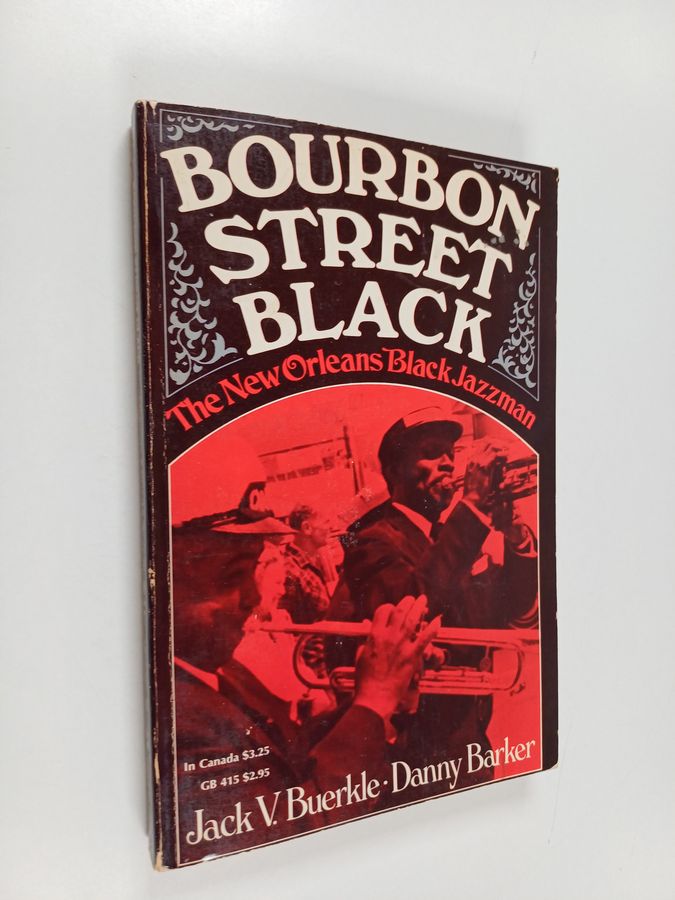 BOURBON
STREET
BLACK
The New Orleans Black Jazzman
In Canada $3.25
GB 415 $2.95
Jack V. Buerkle · Danny Barker